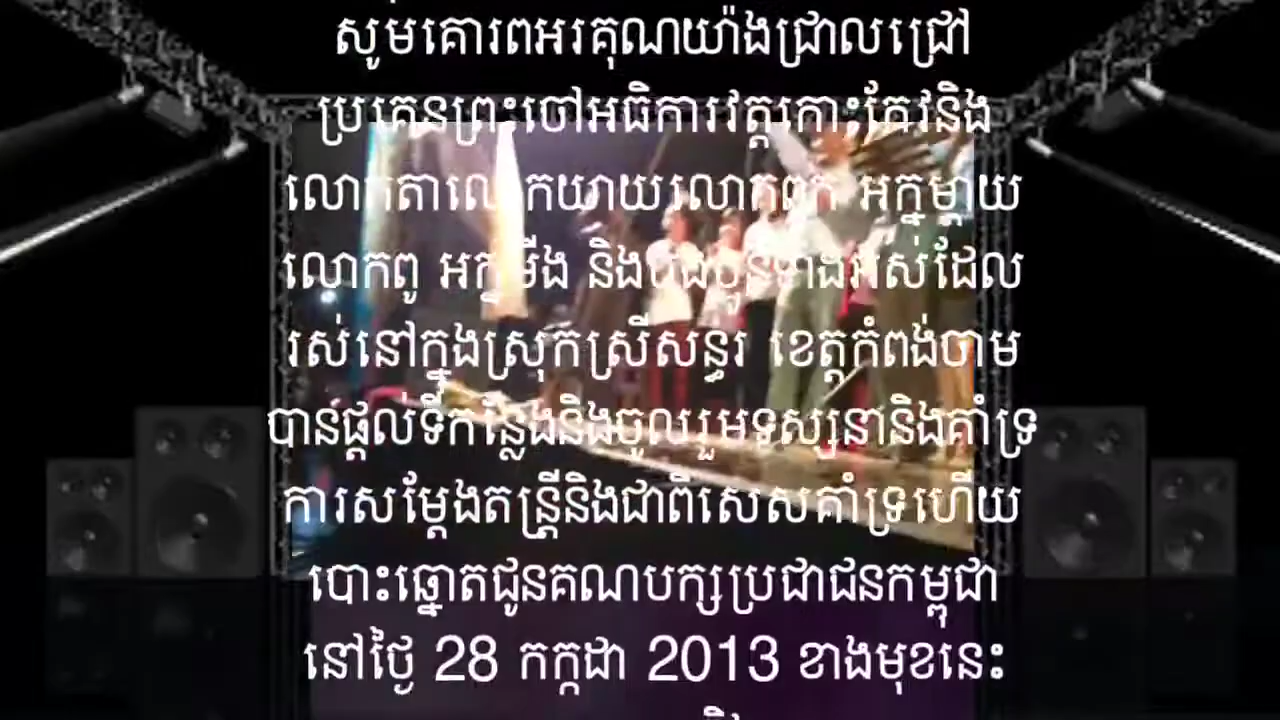 សូមគោរពអរគុណយ៉ាងជ្រាលជ្រៅ
ប្រគេនព្រះចៅអធិការវត្តកោះកែវនិង
លោកតាលោកយាយលោកពុក អ្នកម្តាយ
លោកពូ អ្នកមីង និងបងប្អូនទាំងអស់ដែល
រស់នៅក្នុងស្រុកស្រីសន្ធរ ខេត្តកំពង់ចាម
បានផ្តល់ទីកន្លែងនិងចូលរួមទស្សនានិងគាំទ្រ
ការសម្តែងតន្ត្រីនិងជាពិសេសគាំទ្រហើយ
បោះឆ្នោតជូនគណបក្សប្រជាជនកម្ពុជា
នៅថ្ងៃ 28 កក្កដា 2013 ខាងមុខនេះ